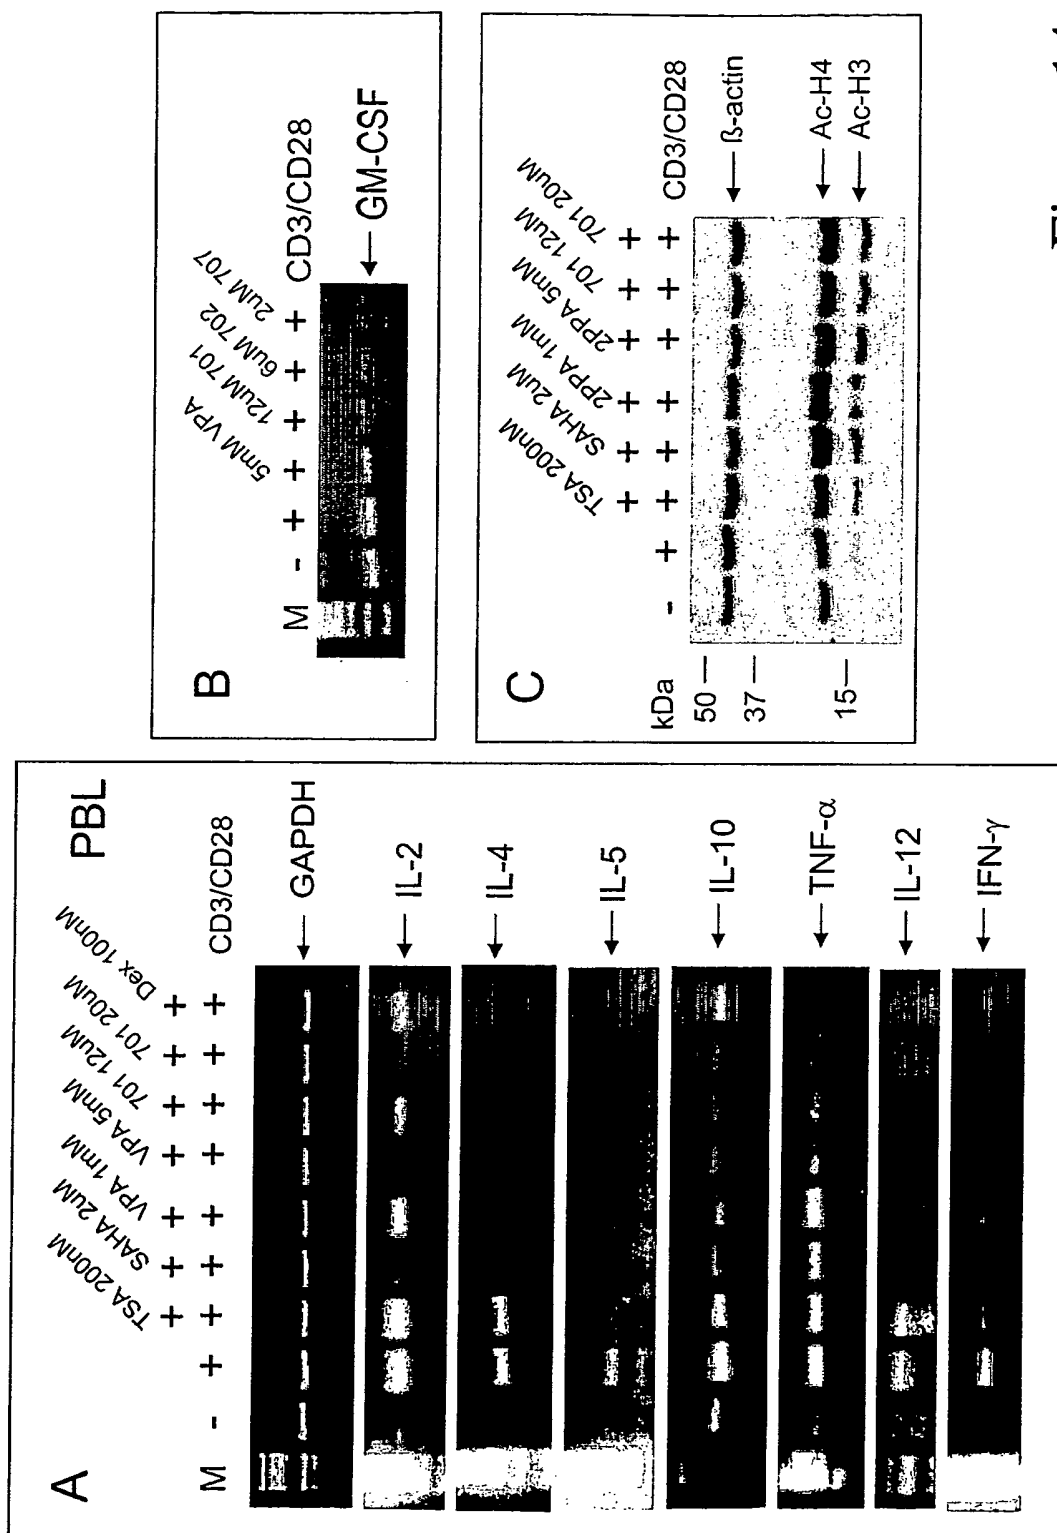 A
PBL
TSA 200nM
SAHA 2uM
VPA 1mM
VPA 5mM
701 12uM
701 20uM
Dex 100nM
+ + + + + + +
M - + + + + + + + + CD3/CD28
GAPDH
IL-2
IL-4
IL-5
IL-10
TNF-α
IL-12
IFN-γ
B
5mM VPA
12uM 701
6uM 702
2uM 707
M - + + + + + CD3/CD28
GM-CSF
C
TSA 200nM
SAHA 2uM
2PPA 1mM
2PPA 5mM
701 12uM
701 20uM
+ + + + + +
kDa - + + + + + + + CD3/CD28
50
ß-actin
37
Ac-H4
15
Ac-H3